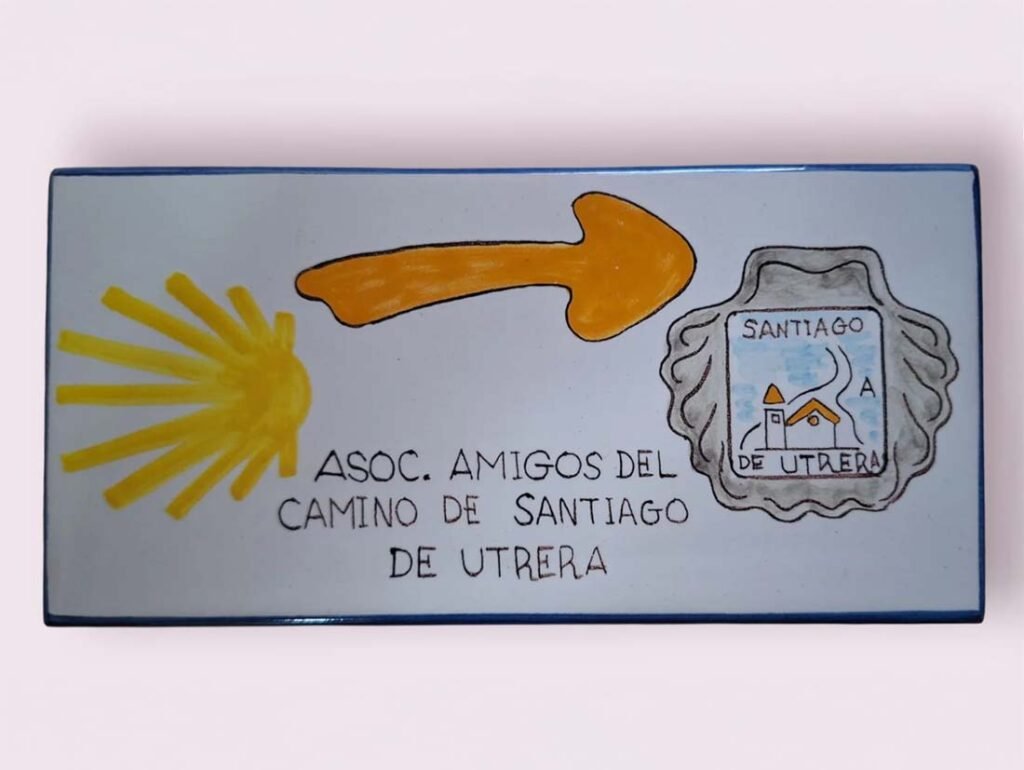 ASOC. AMIGOS DEL
CAMINO DE SANTIAGO
DE UTRERA
SANTIAGO
A
DE UTRERA